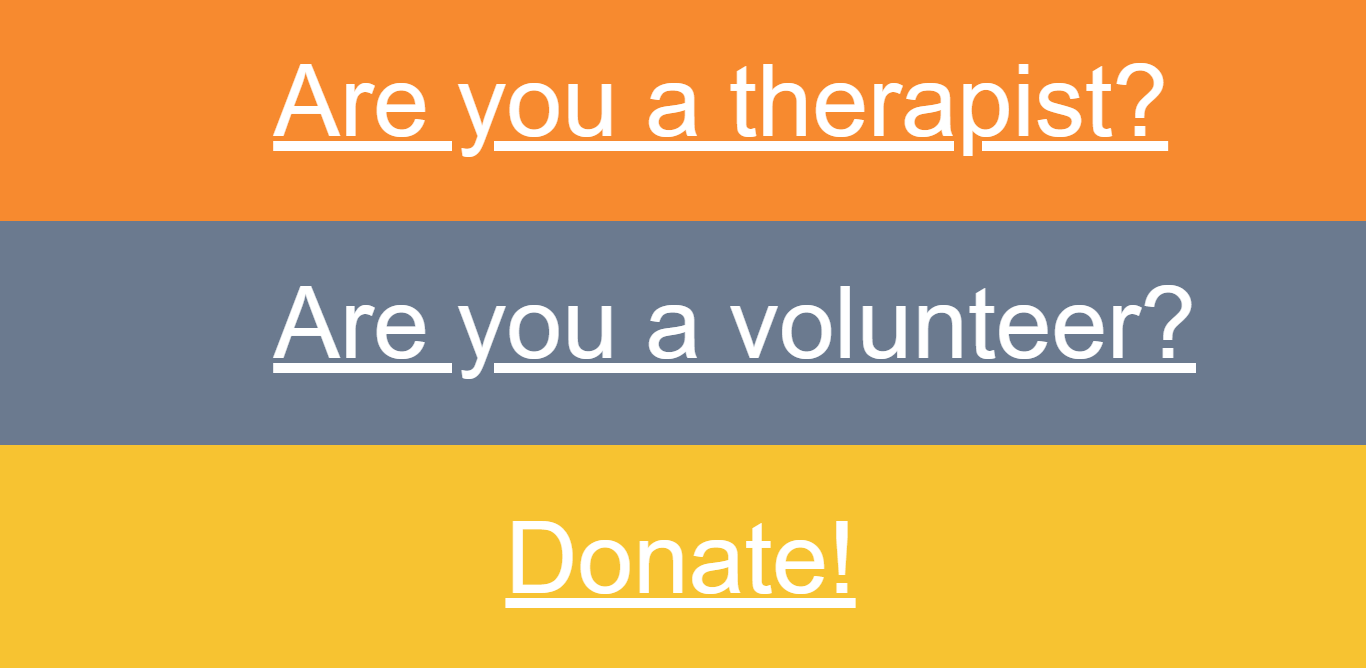 Are you a therapist?
Are you a volunteer?
Donate!